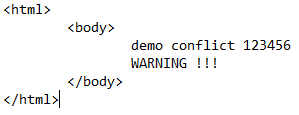 <html>
<body>
demo conflict 123456
WARNING !!!
</body>
</html>